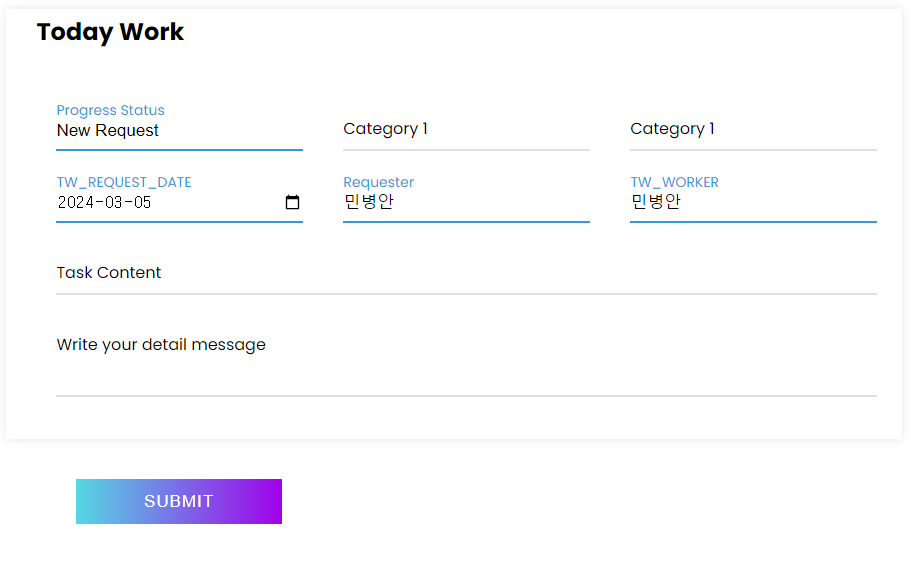 Today Work
Progress Status
New Request
Category 1
Category 1
TW_REQUEST_DATE
2024-03-05
Requester
민병안
TW_WORKER
민병안
Task Content
Write your detail message
SUBMIT